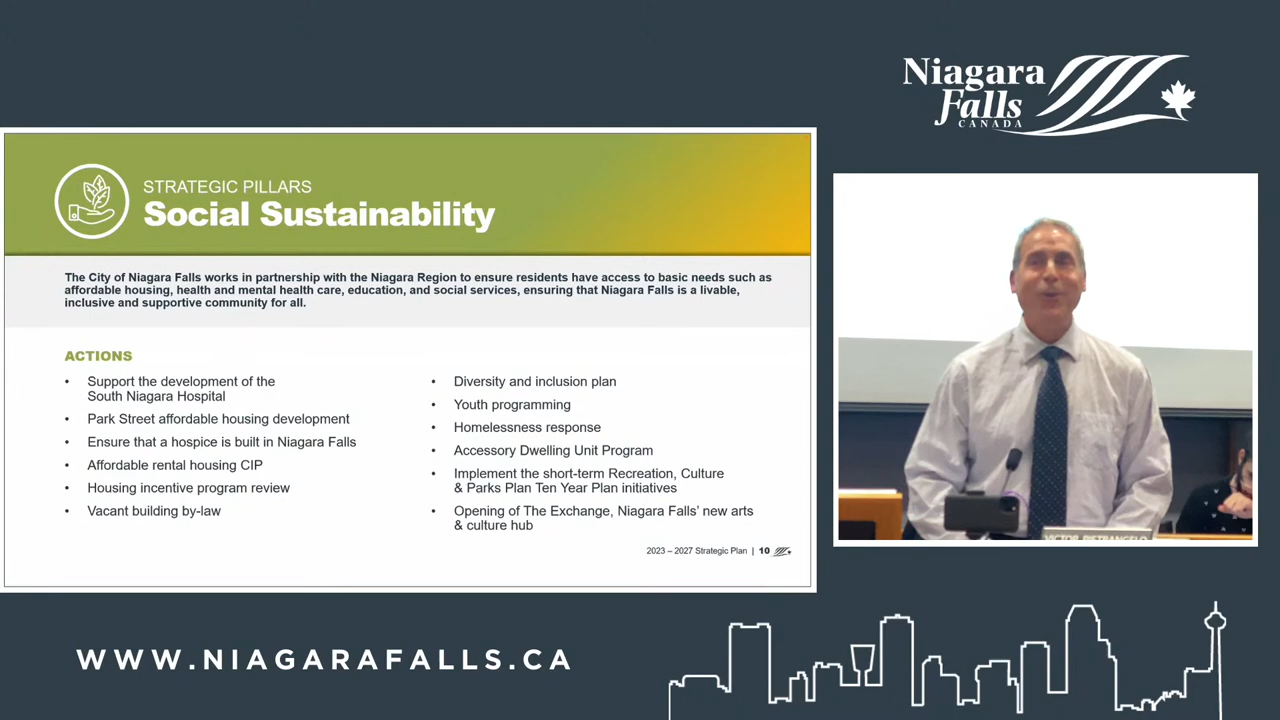 Niagara
Falls
CANADA
STRATEGIC PILLARS
Social Sustainability
The City of Niagara Falls works in partnership with the Niagara Region to ensure residents have access to basic needs such as
affordable housing, health and mental health care, education, and social services, ensuring that Niagara Falls is a livable,
inclusive and supportive community for all.
ACTIONS
• Support the development of the
South Niagara Hospital
• Park Street affordable housing development
• Ensure that a hospice is built in Niagara Falls
• Affordable rental housing CIP
• Housing incentive program review
• Vacant building by-law
• Diversity and inclusion plan
• Youth programming
• Homelessness response
• Accessory Dwelling Unit Program
• Implement the short-term Recreation, Culture
& Parks Plan Ten Year Plan initiatives
• Opening of The Exchange, Niagara Falls' new arts
& culture hub
2023 – 2027 Strategic Plan | 10
VICTOR PIETRANGELO
WWW.NIAGARAFALLS.CA